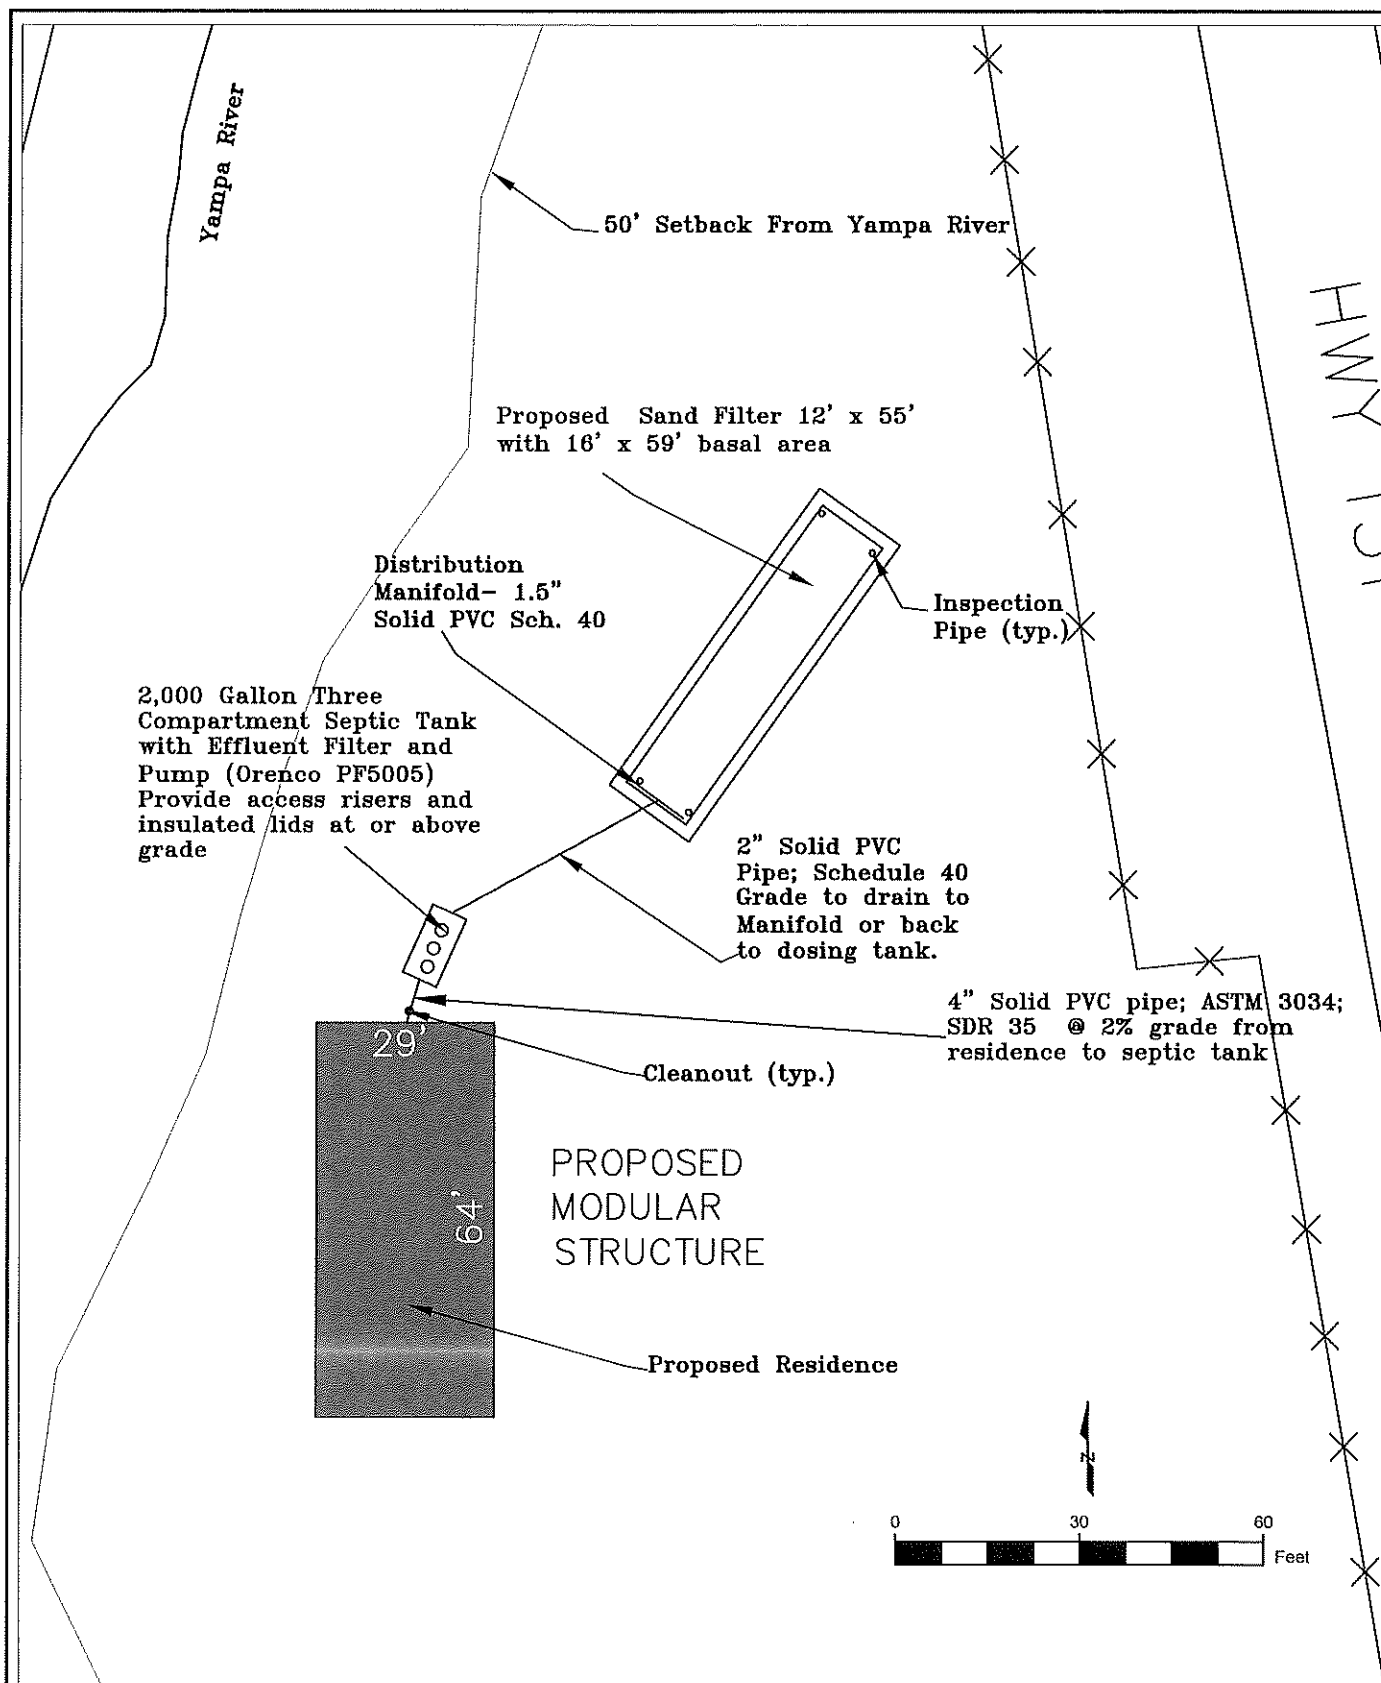 Yampa River
50' Setback From Yampa River
HWY 131
Proposed Sand Filter 12' x 55'
with 16' x 59' basal area
Distribution
Manifold- 1.5"
Solid PVC Sch. 40
Inspection
Pipe (typ.)
2,000 Gallon Three
Compartment Septic Tank
with Effluent Filter and
Pump (Orenco PF5005)
Provide access risers and
insulated lids at or above
grade
2" Solid PVC
Pipe; Schedule 40
Grade to drain to
Manifold or back
to dosing tank.
4" Solid PVC pipe; ASTM 3034;
SDR 35 @ 2% grade from
residence to septic tank
29'
Cleanout (typ.)
64'
PROPOSED
MODULAR
STRUCTURE
Proposed Residence
N
0 30 60
Feet